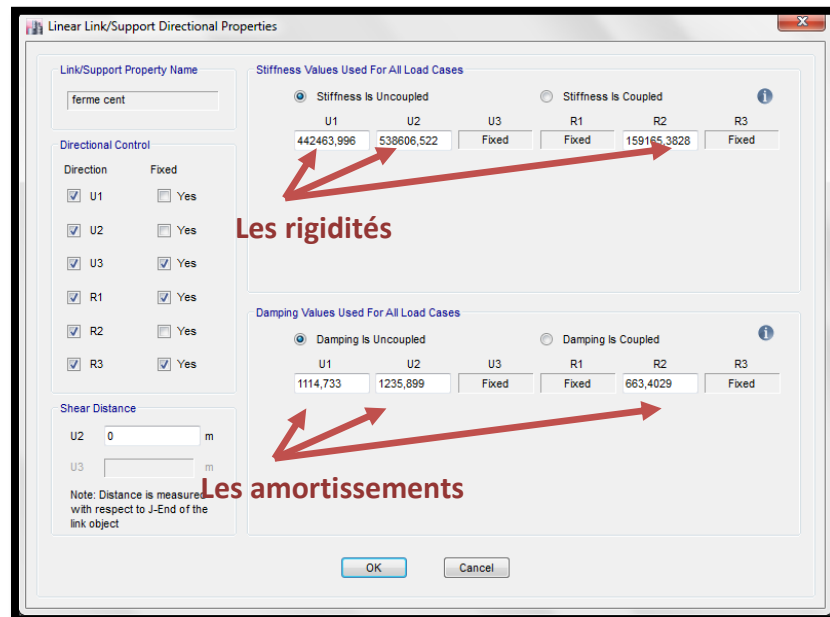 Linear Link/Support Directional Properties
Link/Support Property Name
ferme cent
Directional Control
Direction Fixed
U1 Yes
U2 Yes
U3 Yes
R1 Yes
R2 Yes
R3 Yes
Shear Distance
U2 0 m
U3 m
Note: Distance is measured
with respect to J-End of the
link object
Stiffness Values Used For All Load Cases
Stiffness Is Uncoupled Stiffness Is Coupled
U1 U2 U3 R1 R2 R3
442463,996 538606,522 Fixed Fixed 159165,3828 Fixed
Les rigidités
Damping Values Used For All Load Cases
Damping Is Uncoupled Damping Is Coupled
U1 U2 U3 R1 R2 R3
1114,733 1235,899 Fixed Fixed 663,4029 Fixed
Les amortissements
OK Cancel